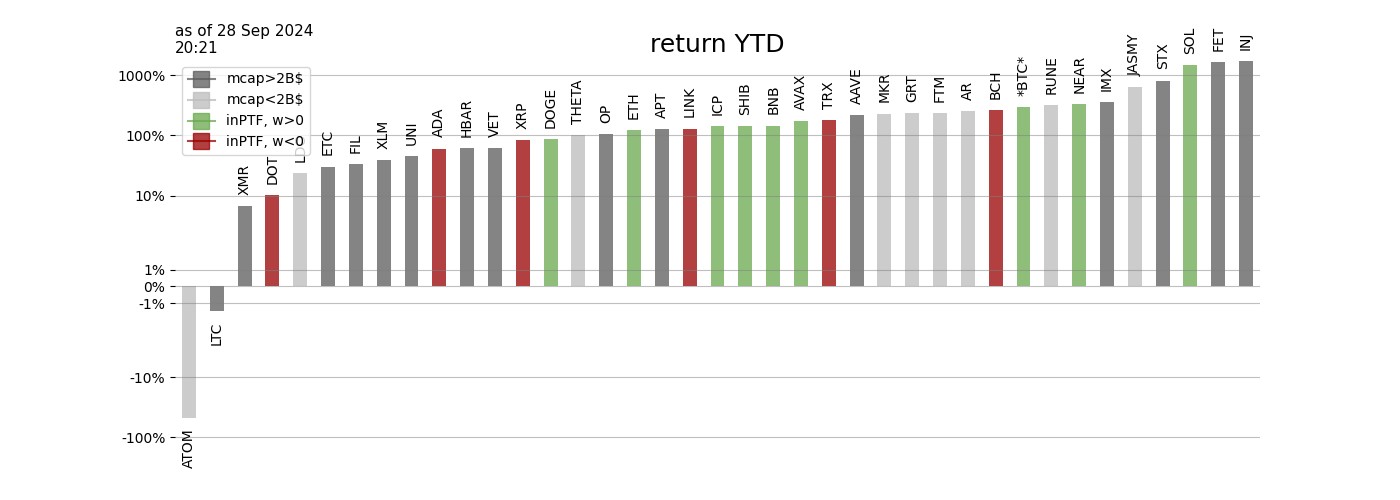 as of 28 Sep 2024
20:21
return YTD
mcap>2B$
mcap<2B$
inPTF, w>0
inPTF, w<0
1000%
100%
10%
1%
0%
-1%
-10%
-100%
ATOM
LTC
XMR
DOT
ETC
FIL
XLM
UNI
ADA
HBAR
VET
XRP
DOGE
THETA
OP
ETH
APT
LINK
ICP
SHIB
BNB
AVAX
TRX
AAVE
MKR
GRT
FTM
AR
BCH
*BTC*
RUNE
NEAR
IMX
JASMY
STX
SOL
FET
INJ